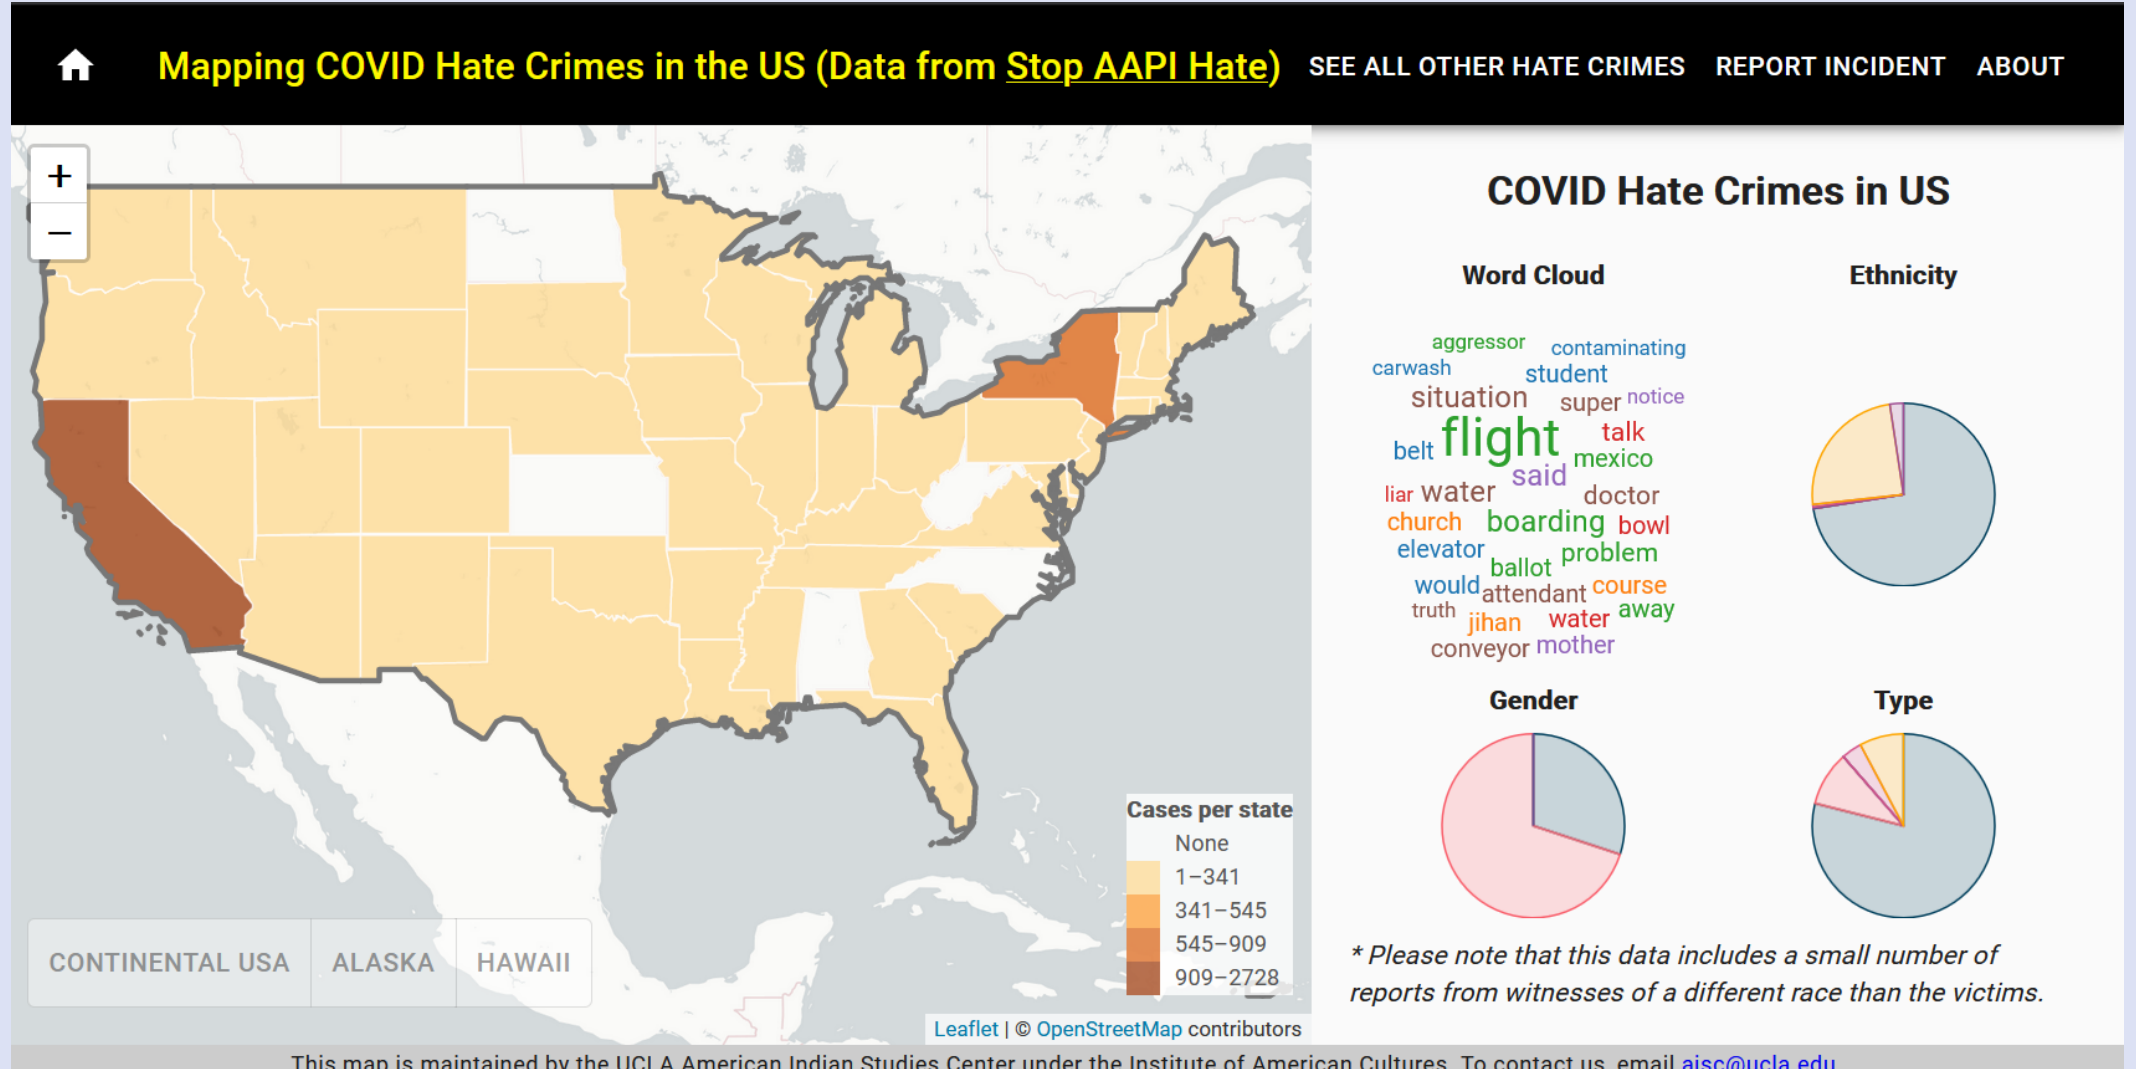 Mapping COVID Hate Crimes in the US (Data from Stop AAPI Hate)
SEE ALL OTHER HATE CRIMES
REPORT INCIDENT
ABOUT
+
−
CONTINENTAL USA
ALASKA
HAWAII
Cases per state
None
1–341
341–545
545–909
909–2728
Leaflet | © OpenStreetMap contributors
COVID Hate Crimes in US
Word Cloud
aggressor
contaminating
carwash
student
situation
super
notice
flight
talk
belt
mexico
said
liar
water
doctor
church
boarding
bowl
elevator
problem
ballot
would
attendant
course
truth
jihan
water
away
conveyor
mother
Ethnicity
Gender
Type
* Please note that this data includes a small number of
reports from witnesses of a different race than the victims.
This map is maintained by the UCLA American Indian Studies Center under the Institute of American Cultures. To contact us, email aisc@ucla.edu